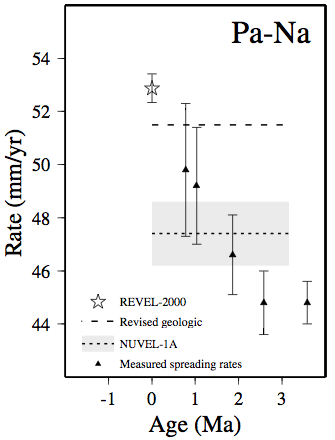 Pa-Na
54
52
50
48
46
44
Rate (mm/yr)
REVEL-2000
Revised geologic
NUVEL-1A
Measured spreading rates
-1 0 1 2 3
Age (Ma)